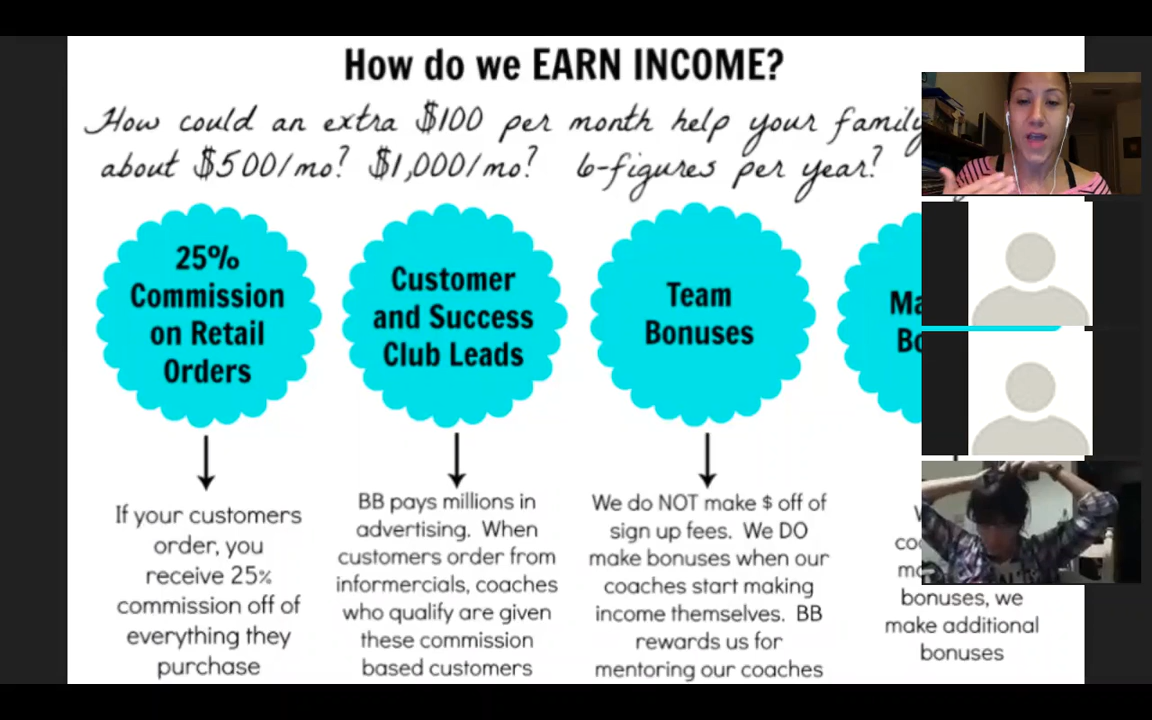 How do we EARN INCOME?
How could an extra $100 per month help your family
about $500/mo? $1,000/mo? 6-figures per year?
25%
Commission
on Retail
Orders
Customer
and Success
Club Leads
Team
Bonuses
If your customers
order, you
receive 25%
commission off of
everything they
purchase
BB pays millions in
advertising. When
customers order from
informercials, coaches
who qualify are given
these commission
based customers
We do NOT make $ off of
sign up fees. We DO
make bonuses when our
coaches start making
income themselves. BB
rewards us for
mentoring our coaches
bonuses, we
make additional
bonuses